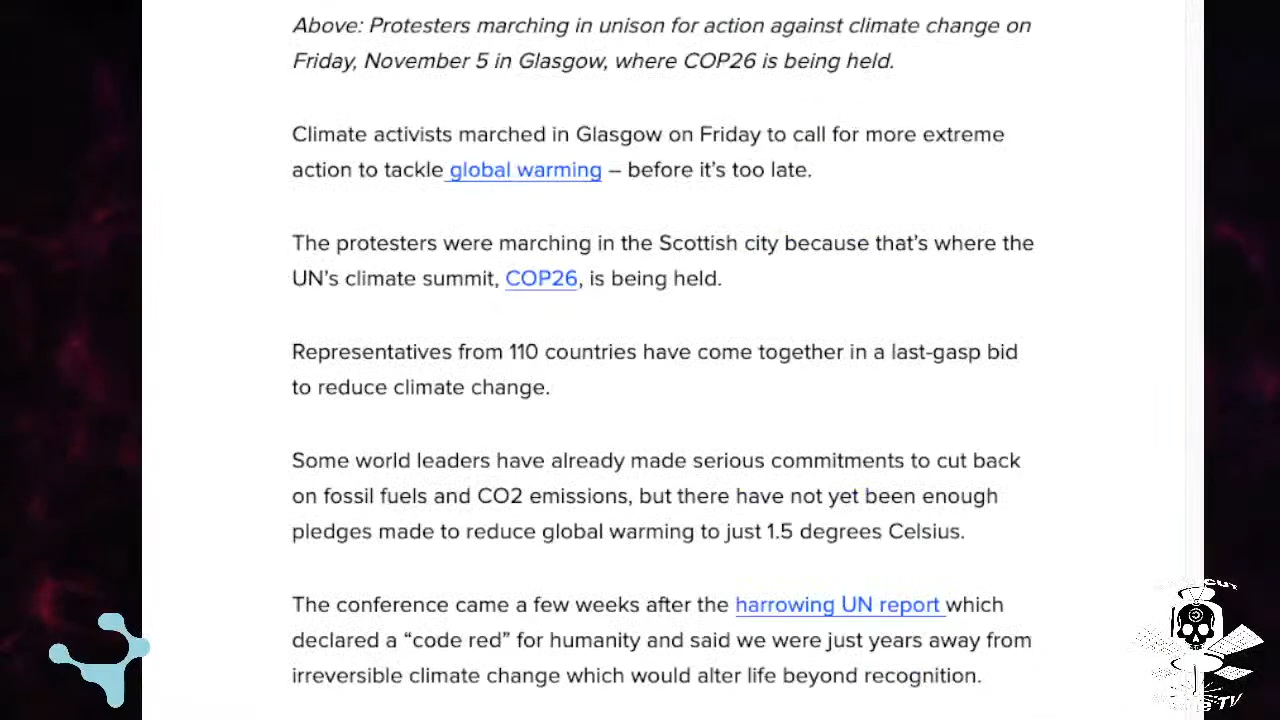 Above: Protesters marching in unison for action against climate change on
Friday, November 5 in Glasgow, where COP26 is being held.
Climate activists marched in Glasgow on Friday to call for more extreme
action to tackle global warming – before it’s too late.
The protesters were marching in the Scottish city because that’s where the
UN’s climate summit, COP26, is being held.
Representatives from 110 countries have come together in a last-gasp bid
to reduce climate change.
Some world leaders have already made serious commitments to cut back
on fossil fuels and CO2 emissions, but there have not yet been enough
pledges made to reduce global warming to just 1.5 degrees Celsius.
The conference came a few weeks after the harrowing UN report which
declared a “code red” for humanity and said we were just years away from
irreversible climate change which would alter life beyond recognition.